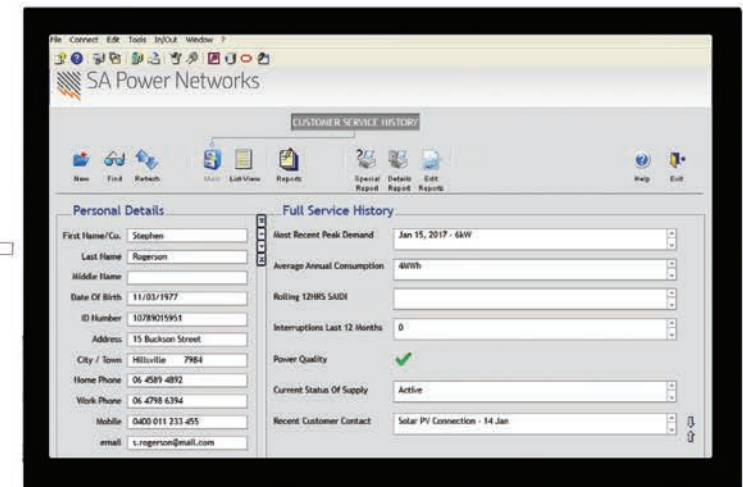 File Connect Edit Tools In/Out Window ?
SA Power Networks
CUSTOMER SERVICE HISTORY
New Find Refresh Main List View Reports Special Report Details Report Edit Reports Help Exit
Personal Details
First Name/Co. Stephen
Last Name Rogerson
Middle Name
Date Of Birth 11/03/1977
ID Number 10789015951
Address 15 Buckson Street
City / Town Hillsville 7984
Home Phone 06 4589 4892
Work Phone 06 4798 6394
Mobile 0400 011 233 455
email s.rogerson@mail.com
Full Service History
Most Recent Peak Demand Jan 15, 2017 - 6kW
Average Annual Consumption 4MWh
Rolling 12HRS SAIDI
Interruptions Last 12 Months 0
Power Quality
Current Status Of Supply Active
Recent Customer Contact Solar PV Connection - 14 Jan